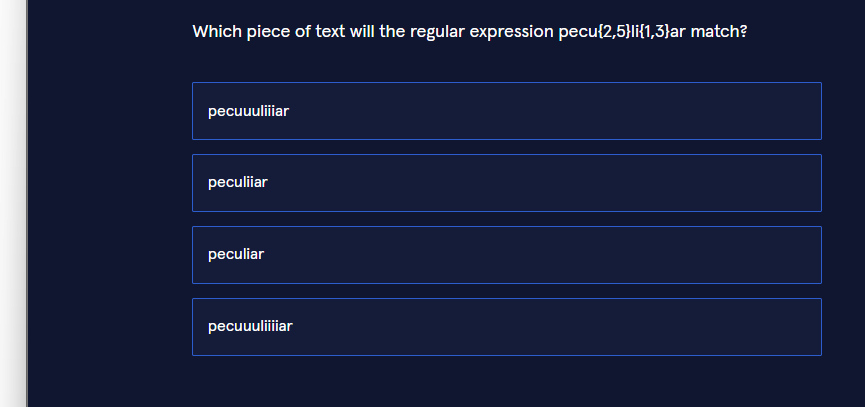 Which piece of text will the regular expression pecu{2,5}li{1,3}ar match?
pecuuuliiiar
peculiiar
peculiar
pecuuuliiiiar